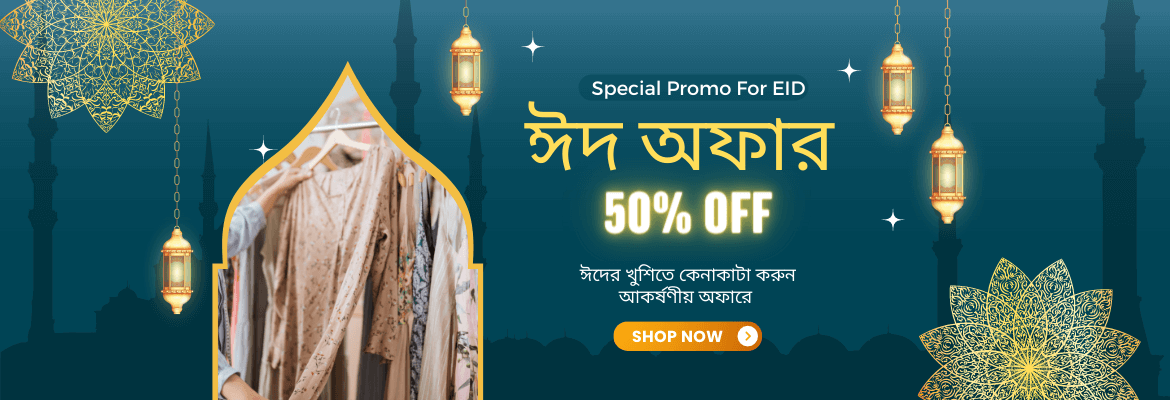 Special Promo For EID
ঈদ অফার
50% OFF
ঈদের খুশিতে কেনাকাটা করুন
আকর্ষণীয় অফারে
SHOP NOW